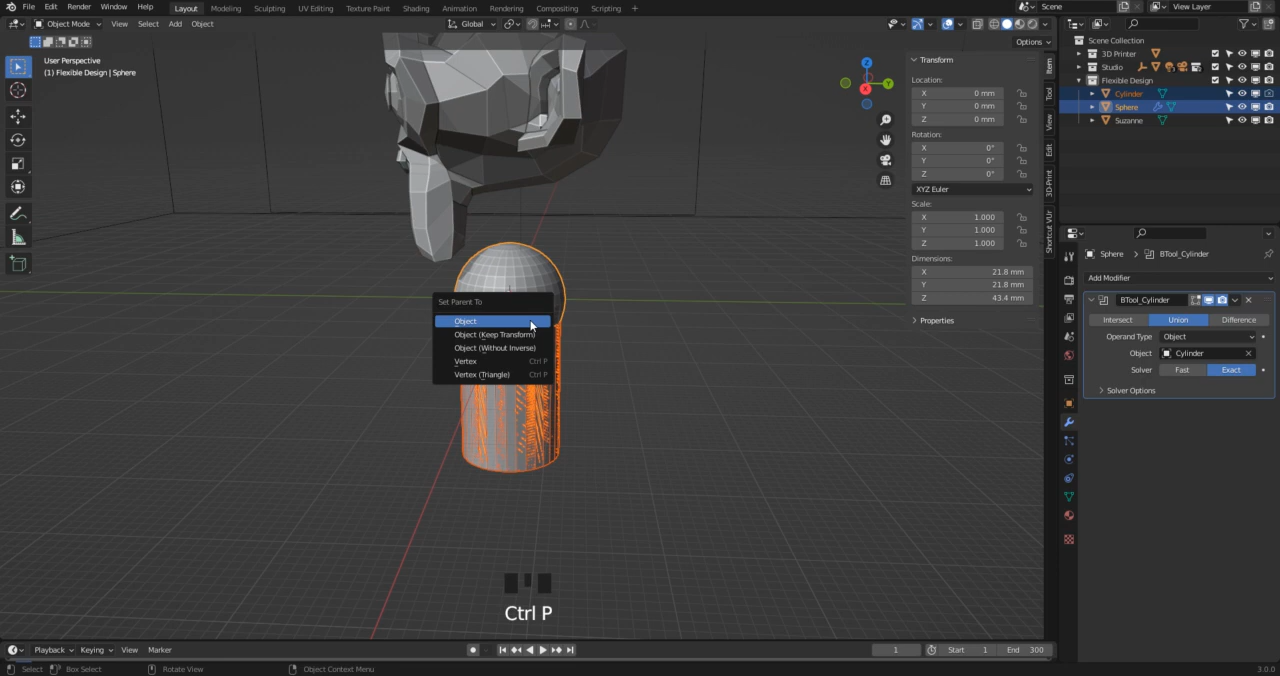 File Edit Render Window Help Layout Modeling Sculpting UV Editing Texture Paint Shading Animation Rendering Compositing Scripting + Scene View Layer
Object Mode View Select Add Object Global
Options
User Perspective
(1) Flexible Design | Sphere
Z
Y
X
Transform
Location:
X 0 mm
Y 0 mm
Z 0 mm
Rotation:
X 0°
Y 0°
Z 0°
XYZ Euler
Scale:
X 1.000
Y 1.000
Z 1.000
Dimensions:
X 21.8 mm
Y 21.8 mm
Z 43.4 mm
Properties
Item
Tool
View
Edit
3D-Print
Shortcut VUr
Scene Collection
3D Printer
Studio
Flexible Design
Cylinder
Sphere
Suzanne
Sphere > BTool_Cylinder
Add Modifier
BTool_Cylinder
Intersect Union Difference
Operand Type Object
Object Cylinder
Solver Fast Exact
Solver Options
Set Parent To
Object
Object (Keep Transform)
Object (Without Inverse)
Vertex Ctrl P
Vertex (Triangle) Ctrl P
Ctrl P
Playback Keying View Marker 1 Start 1 End 300
Select Box Select Rotate View Object Context Menu 3.0.0